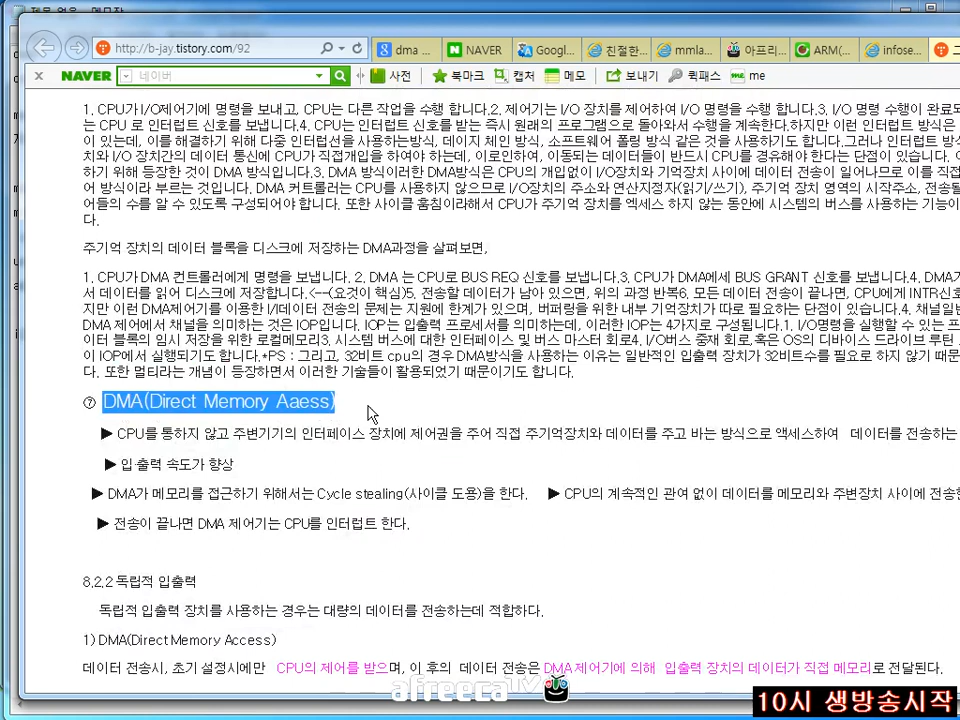 제목 없음 - 메모장
http://b-jay.tistory.com/92
dma ...
NAVER
Googl...
친절한...
mmla...
아프리...
ARM(...
infose...
x NAVER 네이버 사전 북마크 캡처 메모 보내기 퀵패스 me me
1, CPU가 I/O제어기에 명령을 보내고, CPU는 다른 작업을 수행 합니다.2, 제어기는 I/O 장치를 제어하여 I/O 명령을 수행 합니다.3, I/O 명령 수행이 완료되
는 CPU 로 인터럽트 신호를 보냅니다.4, CPU는 인터럽트 신호를 받는 즉시 원래의 프로그램으로 돌아와서 수행을 계속한다.하지만 이런 인터럽트 방식은
이 있는데, 이를 해결하기 위해 다중 인터럽선을 사용하는방식, 데이지 체인 방식, 소프트웨어 폴링 방식 같은 것을 사용하기도 합니다.그러나 인터럽트 방식
치와 I/O 장치간의 데이터 통신에 CPU가 직접개입을 하여야 하는데, 이로인하여, 이동되는 데이터들이 반드시 CPU를 경유해야 한다는 단점이 있습니다. 이
하기 위해 등장한 것이 DMA 방식입니다.3, DMA 방식이러한 DMA방식은 CPU의 개입없이 I/O장치와 기억장치 사이에 데이터 전송이 일어나므로 이를 직접
어 방식이라 부르는 것입니다. DMA 컨트롤러는 CPU를 사용하지 않으므로 I/O장치의 주소와 연산지정자(읽기/쓰기), 주기억 장치 영역의 시작주소, 전송될
어들의 수를 알 수 있도록 구성되어야 합니다. 또한 사이클 훔침이라해서 CPU가 주기억 장치를 엑세스 하지 않는 동안에 시스템의 버스를 사용하는 기능이
다.
주기억 장치의 데이터 블록을 디스크에 저장하는 DMA과정을 살펴보면,
1, CPU가 DMA 컨트롤러에게 명령을 보냅니다. 2, DMA 는 CPU로 BUS REQ 신호를 보냅니다.3, CPU가 DMA에세 BUS GRANT 신호를 보냅니다.4, DMA가
서 데이터를 읽어 디스크에 저장합니다.<--(요것이 핵심)5, 전송할 데이터가 남아 있으면, 위의 과정 반복6, 모든 데이터 전송이 끝나면, CPU에게 INTR신호
지만 이런 DMA제어기를 이용한 I/데이터 전송의 문제는 지원에 한계가 있으며, 버퍼링을 위한 내부 기억장치가 따로 필요하는 단점이 있습니다.4, 채널일반
DMA 제어에서 채널을 의미하는 것은 IOP입니다. IOP는 입출력 프로세서를 의미하는데, 이러한 IOP는 4가지로 구성됩니다.1, I/O명령을 실행할 수 있는 프
이터 블록의 임시 저장을 위한 로컬메모리3, 시스템 버스에 대한 인터페이스 및 버스 마스터 회로4, I/O버스 중재 회로.혹은 OS의 디바이스 드라이브 루틴
이 IOP에서 실행되기도 합니다.*PS : 그리고, 32비트 cpu의 경우 DMA방식을 사용하는 이유는 일반적인 입출력 장치가 32비트수를 필요로 하지 않기 때문
다. 또한 멀티라는 개념이 등장하면서 이러한 기술들이 활용되었기 때문이기도 합니다.
⑦ DMA(Direct Memory Aaess)
▶ CPU를 통하지 않고 주변기기의 인터페이스 장치에 제어권을 주어 직접 주기억장치와 데이터를 주고 바는 방식으로 액세스하여 데이터를 전송하는
▶ 입·출력 속도가 향상
▶ DMA가 메모리를 접근하기 위해서는 Cycle stealing(사이클 도용)을 한다. ▶ CPU의 계속적인 관여 없이 데이터를 메모리와 주변장치 사이에 전송한
▶ 전송이 끝나면 DMA 제어기는 CPU를 인터럽트 한다.
8.2.2 독립적 입출력
독립적 입출력 장치를 사용하는 경우는 대량의 데이터를 전송하는데 적합하다.
1) DMA(Direct Memory Access)
데이터 전송시, 초기 설정시에만 CPU의 제어를 받으며, 이 후의 데이터 전송은 DMA 제어기에 의해 입출력 장치의 데이터가 직접 메모리로 전달된다.
afreecaTV
10시 생방송시작